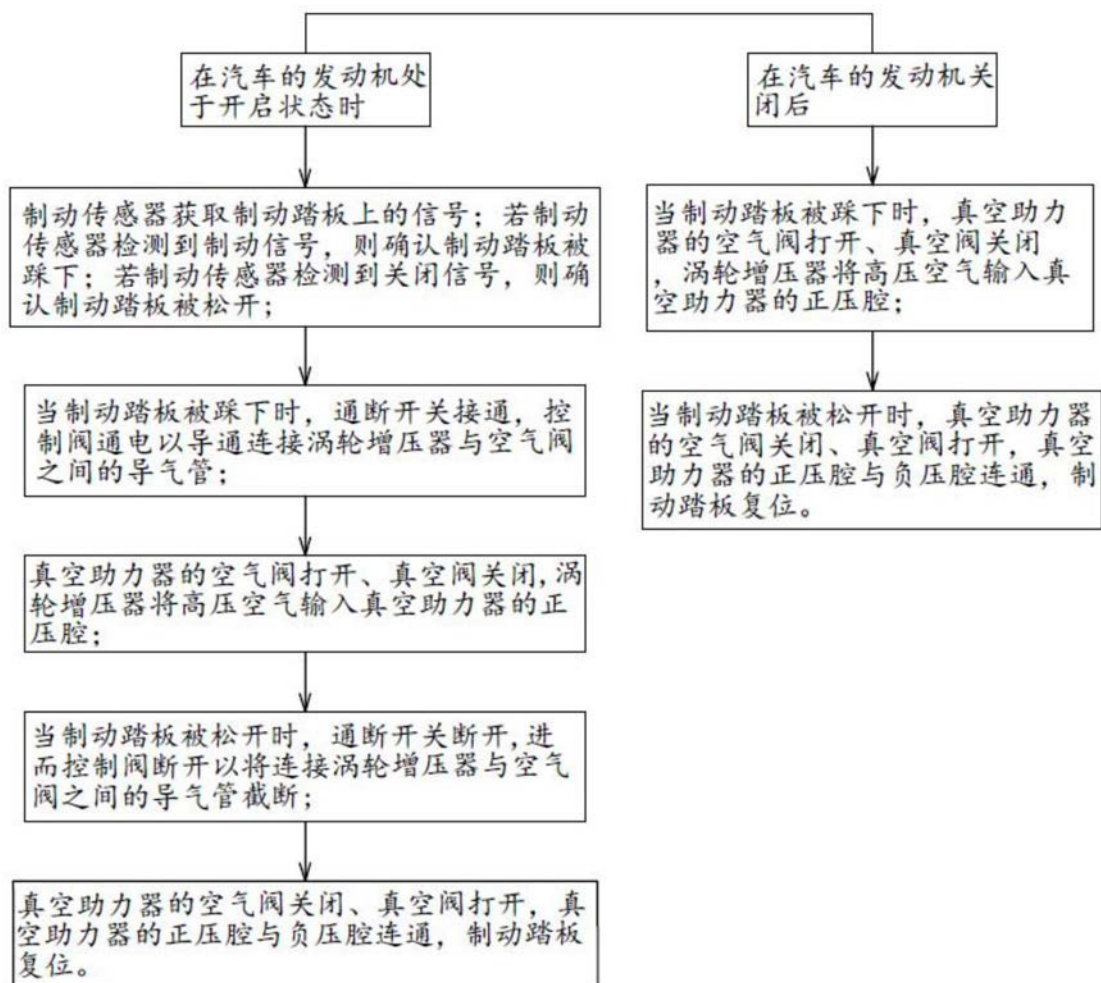 在汽车的发动机处
于开启状态时
制动传感器获取制动踏板上的信号；若制动
传感器检测到制动信号，则确认制动踏板被
踩下；若制动传感器检测到关闭信号，则确
认制动踏板被松开；
当制动踏板被踩下时，通断开关接通，控
制阀通电以导通连接涡轮增压器与空气阀
之间的导气管；
真空助力器的空气阀打开、真空阀关闭,涡
轮增压器将高压空气输入真空助力器的正
压腔；
当制动踏板被松开时，通断开关断开,进
而控制阀断开以将连接涡轮增压器与空气
阀之间的导气管截断；
真空助力器的空气阀关闭、真空阀打开，真
空助力器的正压腔与负压腔连通，制动踏板
复位。
在汽车的发动机关
闭后
当制动踏板被踩下时，真空助力
器的空气阀打开、真空阀关闭
，涡轮增压器将高压空气输入真
空助力器的正压腔；
当制动踏板被松开时，真空助力器
的空气阀关闭、真空阀打开，真空
助力器的正压腔与负压腔连通，制
动踏板复位。